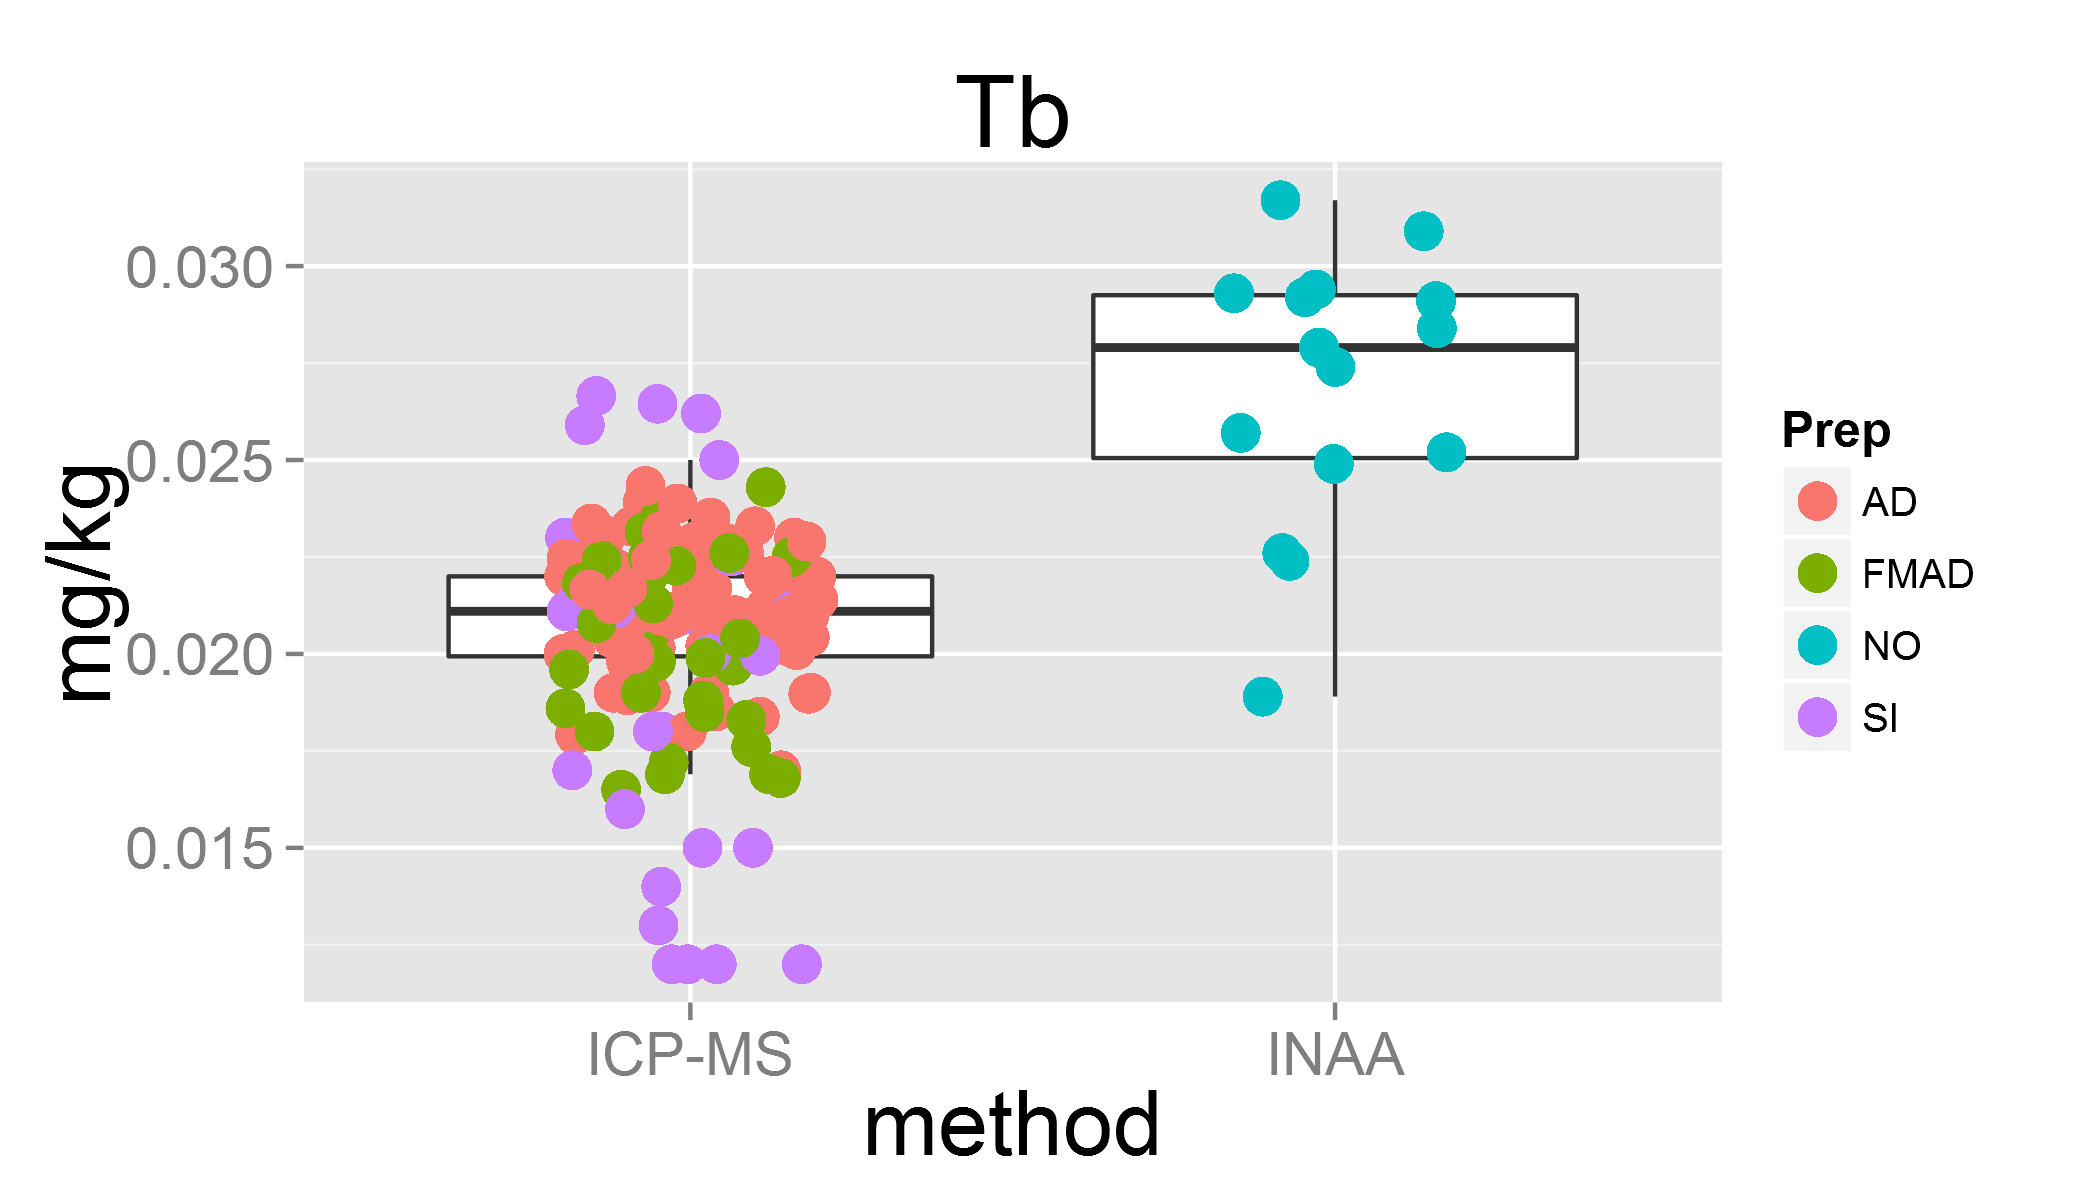 Tb
mg/kg
0.030
0.025
0.020
0.015
ICP-MS
INAA
method
Prep
AD
FMAD
NO
SI